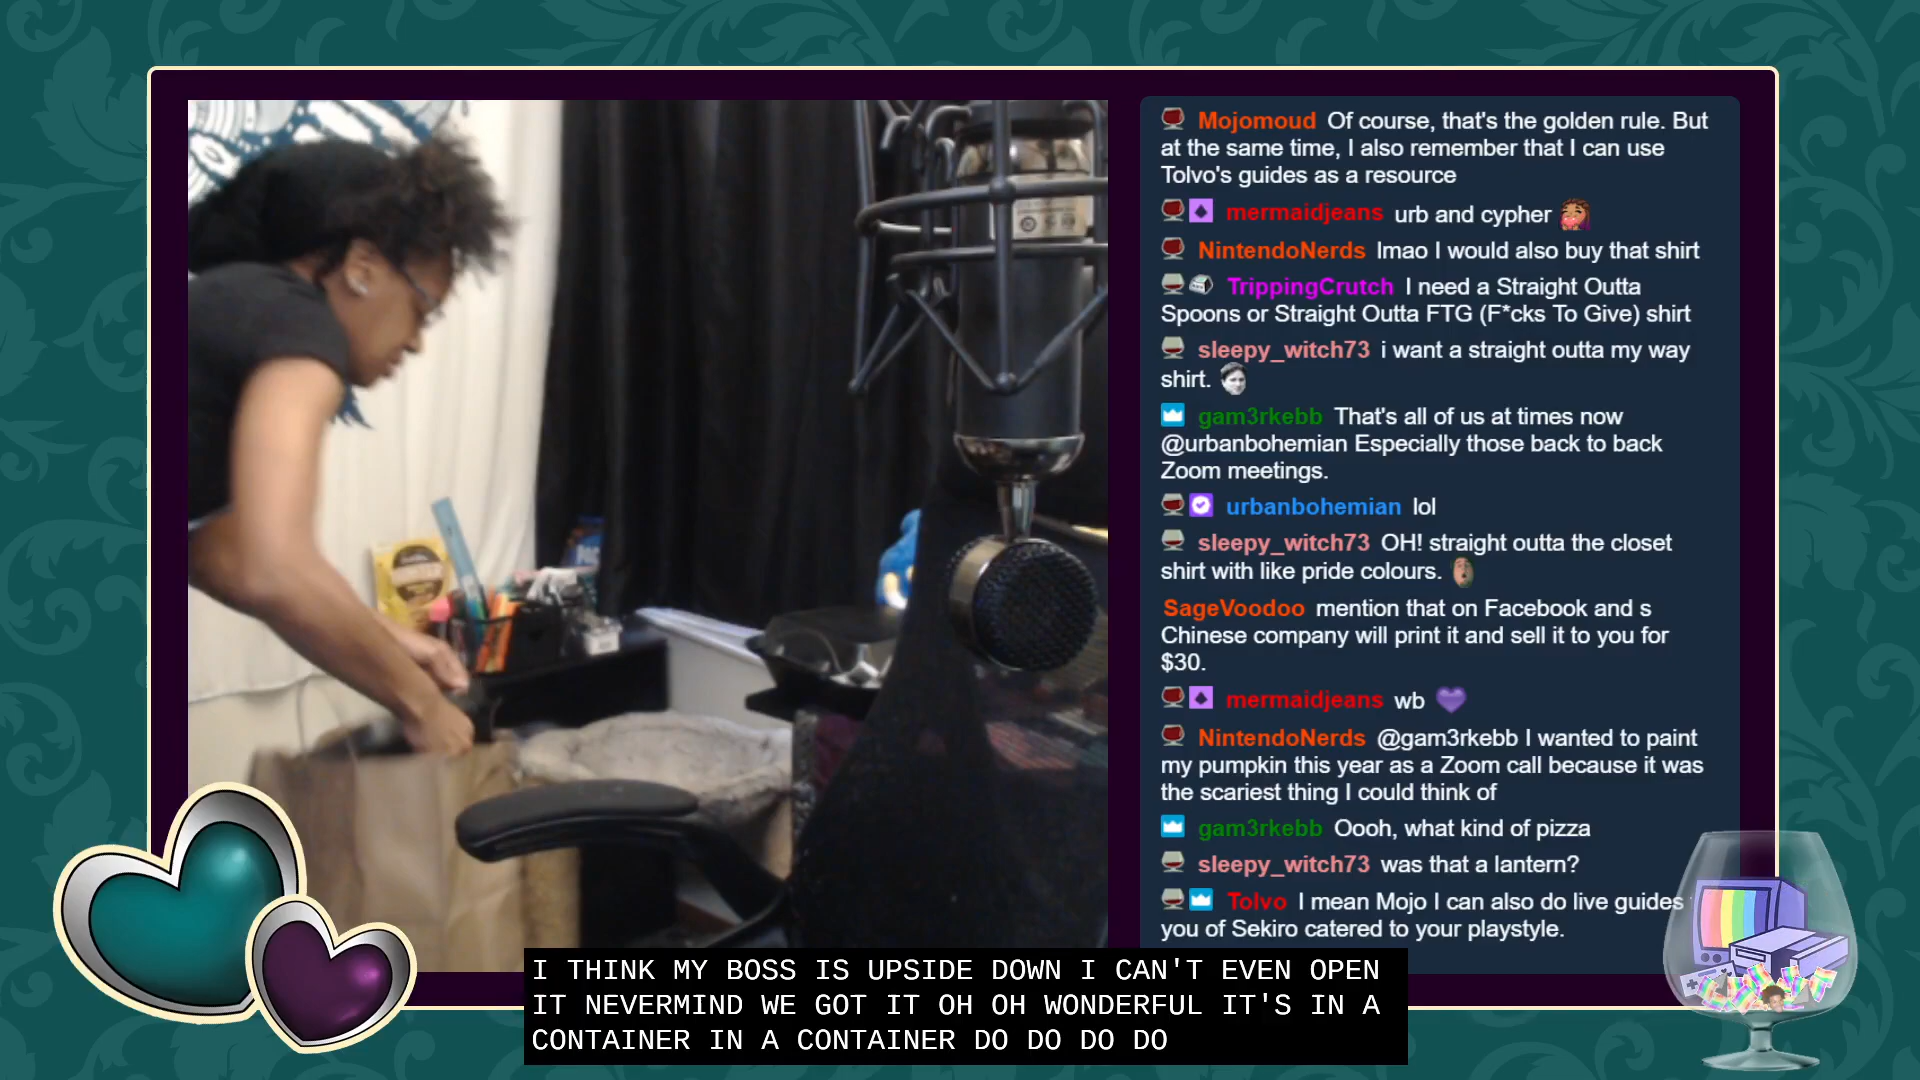 Mojomoud Of course, that's the golden rule. But
at the same time, I also remember that I can use
Tolvo's guides as a resource
mermaidjeans urb and cypher
NintendoNerds lmao I would also buy that shirt
TrippingCrutch I need a Straight Outta
Spoons or Straight Outta FTG (F*cks To Give) shirt
sleepy_witch73 i want a straight outta my way
shirt.
gam3rkebb That's all of us at times now
@urbanbohemian Especially those back to back
Zoom meetings.
urbanbohemian lol
sleepy_witch73 OH! straight outta the closet
shirt with like pride colours.
SageVoodoo mention that on Facebook and s
Chinese company will print it and sell it to you for
$30.
mermaidjeans wb
NintendoNerds @gam3rkebb I wanted to paint
my pumpkin this year as a Zoom call because it was
the scariest thing I could think of
gam3rkebb Oooh, what kind of pizza
sleepy_witch73 was that a lantern?
Tolvo I mean Mojo I can also do live guides
you of Sekiro catered to your playstyle.
I THINK MY BOSS IS UPSIDE DOWN I CAN'T EVEN OPEN
IT NEVERMIND WE GOT IT OH OH WONDERFUL IT'S IN A
CONTAINER IN A CONTAINER DO DO DO DO